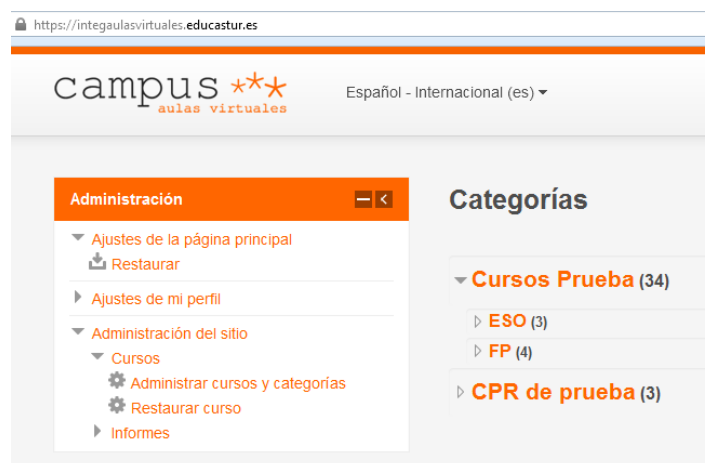 https://integaulasvirtuales.educastur.es
campus ***
aulas virtuales
Español - Internacional (es)
Administración
Ajustes de la página principal
Restaurar
Ajustes de mi perfil
Administración del sitio
Cursos
Administrar cursos y categorías
Restaurar curso
Informes
Categorías
Cursos Prueba (34)
ESO (3)
FP (4)
CPR de prueba (3)